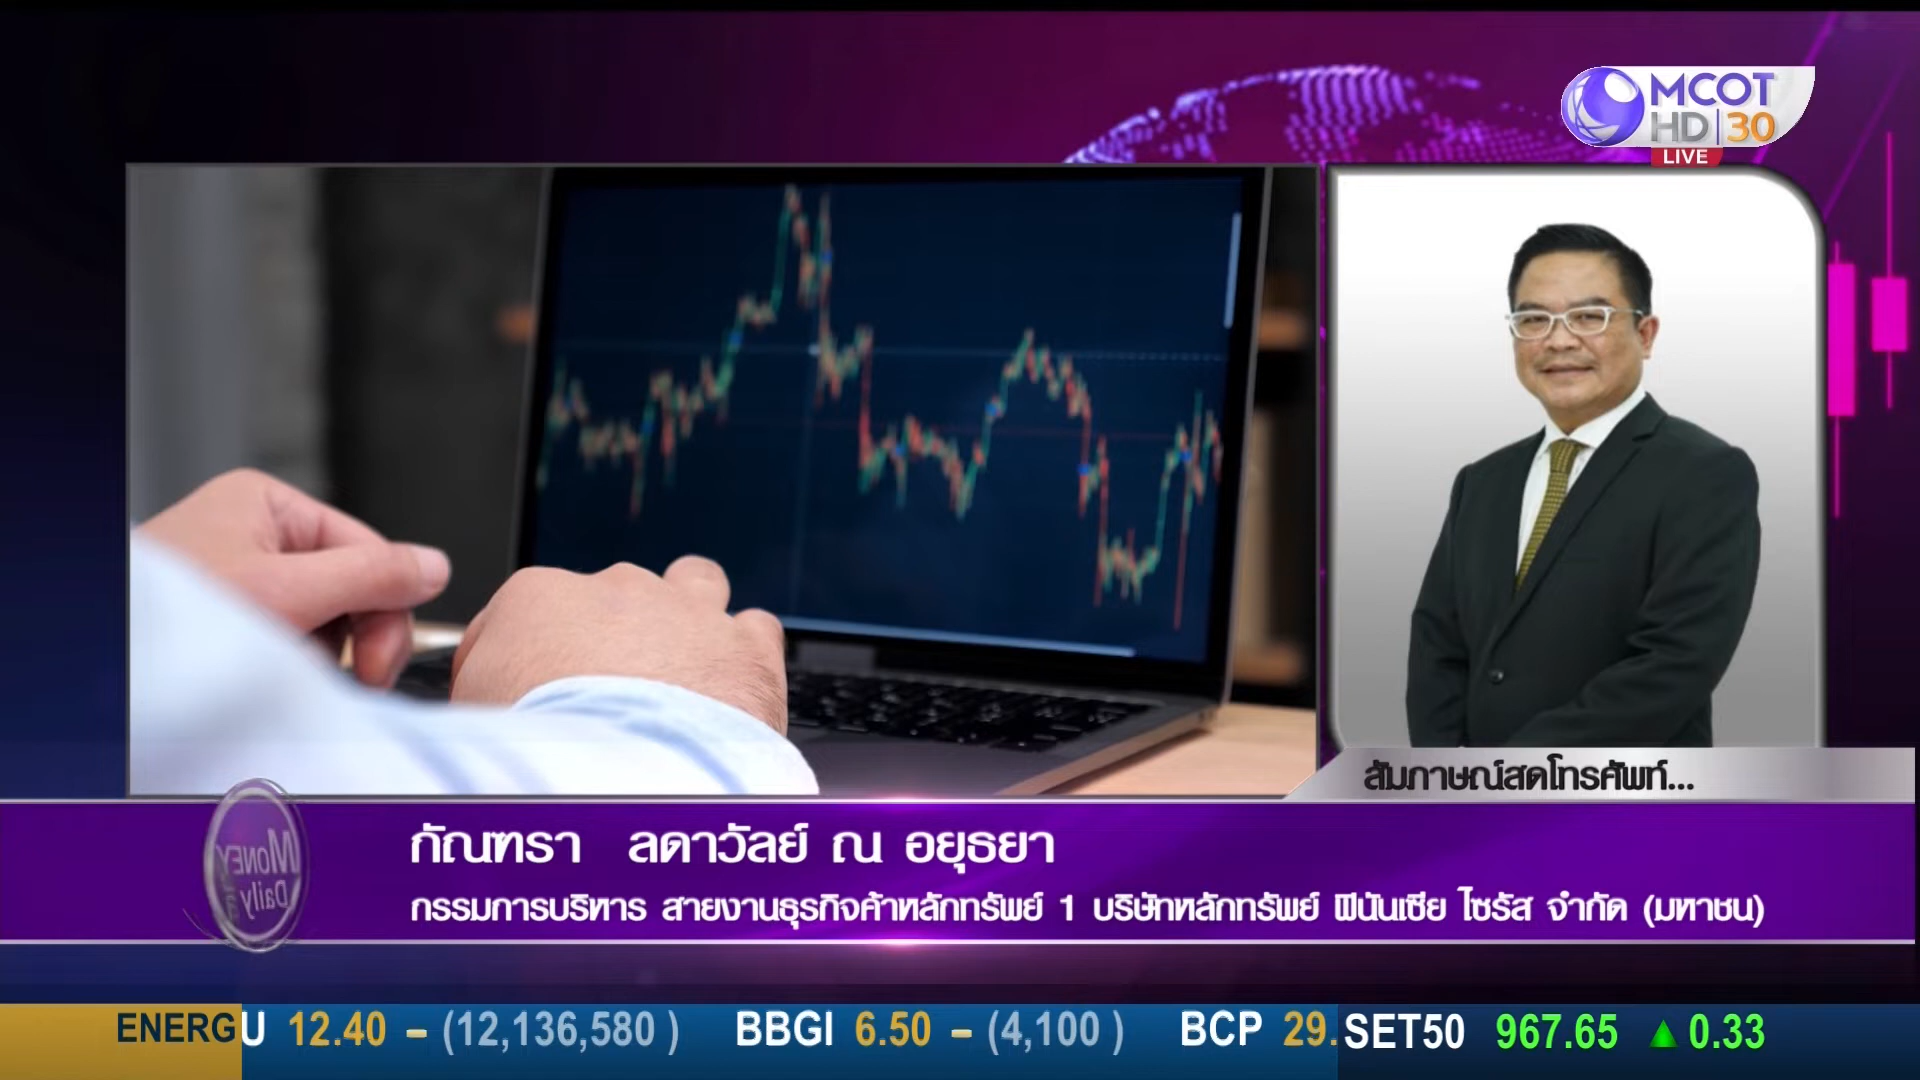 MCOT
HD 30
LIVE
สัมภาษณ์สดโทรศัพท์...
MONEY
Daily
กัณฑรา ลดาวัลย์ ณ อยุธยา
กรรมการบริหาร สายงานธุรกิจค้าหลักทรัพย์ 1 บริษัทหลักทรัพย์ ฟินันเซีย ไซรัส จำกัด (มหาชน)
ENERG U 12.40 – (12,136,580 ) BBGI 6.50 – (4,100 ) BCP 29. SET50 967.65 ▲ 0.33